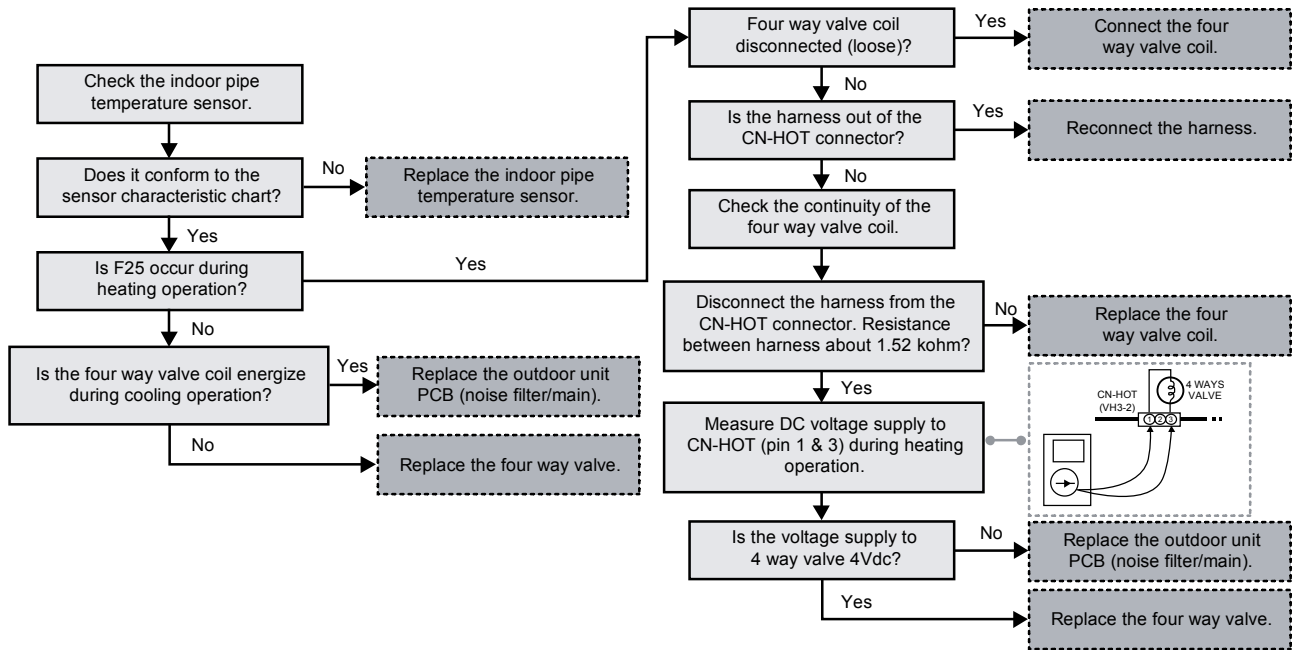 Check the indoor pipe
temperature sensor.
Does it conform to the
sensor characteristic chart?
No
Replace the indoor pipe
temperature sensor.
Yes
Is F25 occur during
heating operation?
Yes
No
Is the four way valve coil energize
during cooling operation?
Yes
Replace the outdoor unit
PCB (noise filter/main).
No
Replace the four way valve.
Four way valve coil
disconnected (loose)?
Yes
Connect the four
way valve coil.
No
Is the harness out of the
CN-HOT connector?
Yes
Reconnect the harness.
No
Check the continuity of the
four way valve coil.
Disconnect the harness from the
CN-HOT connector. Resistance
between harness about 1.52 kohm?
No
Replace the four
way valve coil.
Yes
Measure DC voltage supply to
CN-HOT (pin 1 & 3) during heating
operation.
4 WAYS
VALVE
CN-HOT
(VH3-2)
1 2 3
Is the voltage supply to
4 way valve 4Vdc?
No
Replace the outdoor unit
PCB (noise filter/main).
Yes
Replace the four way valve.